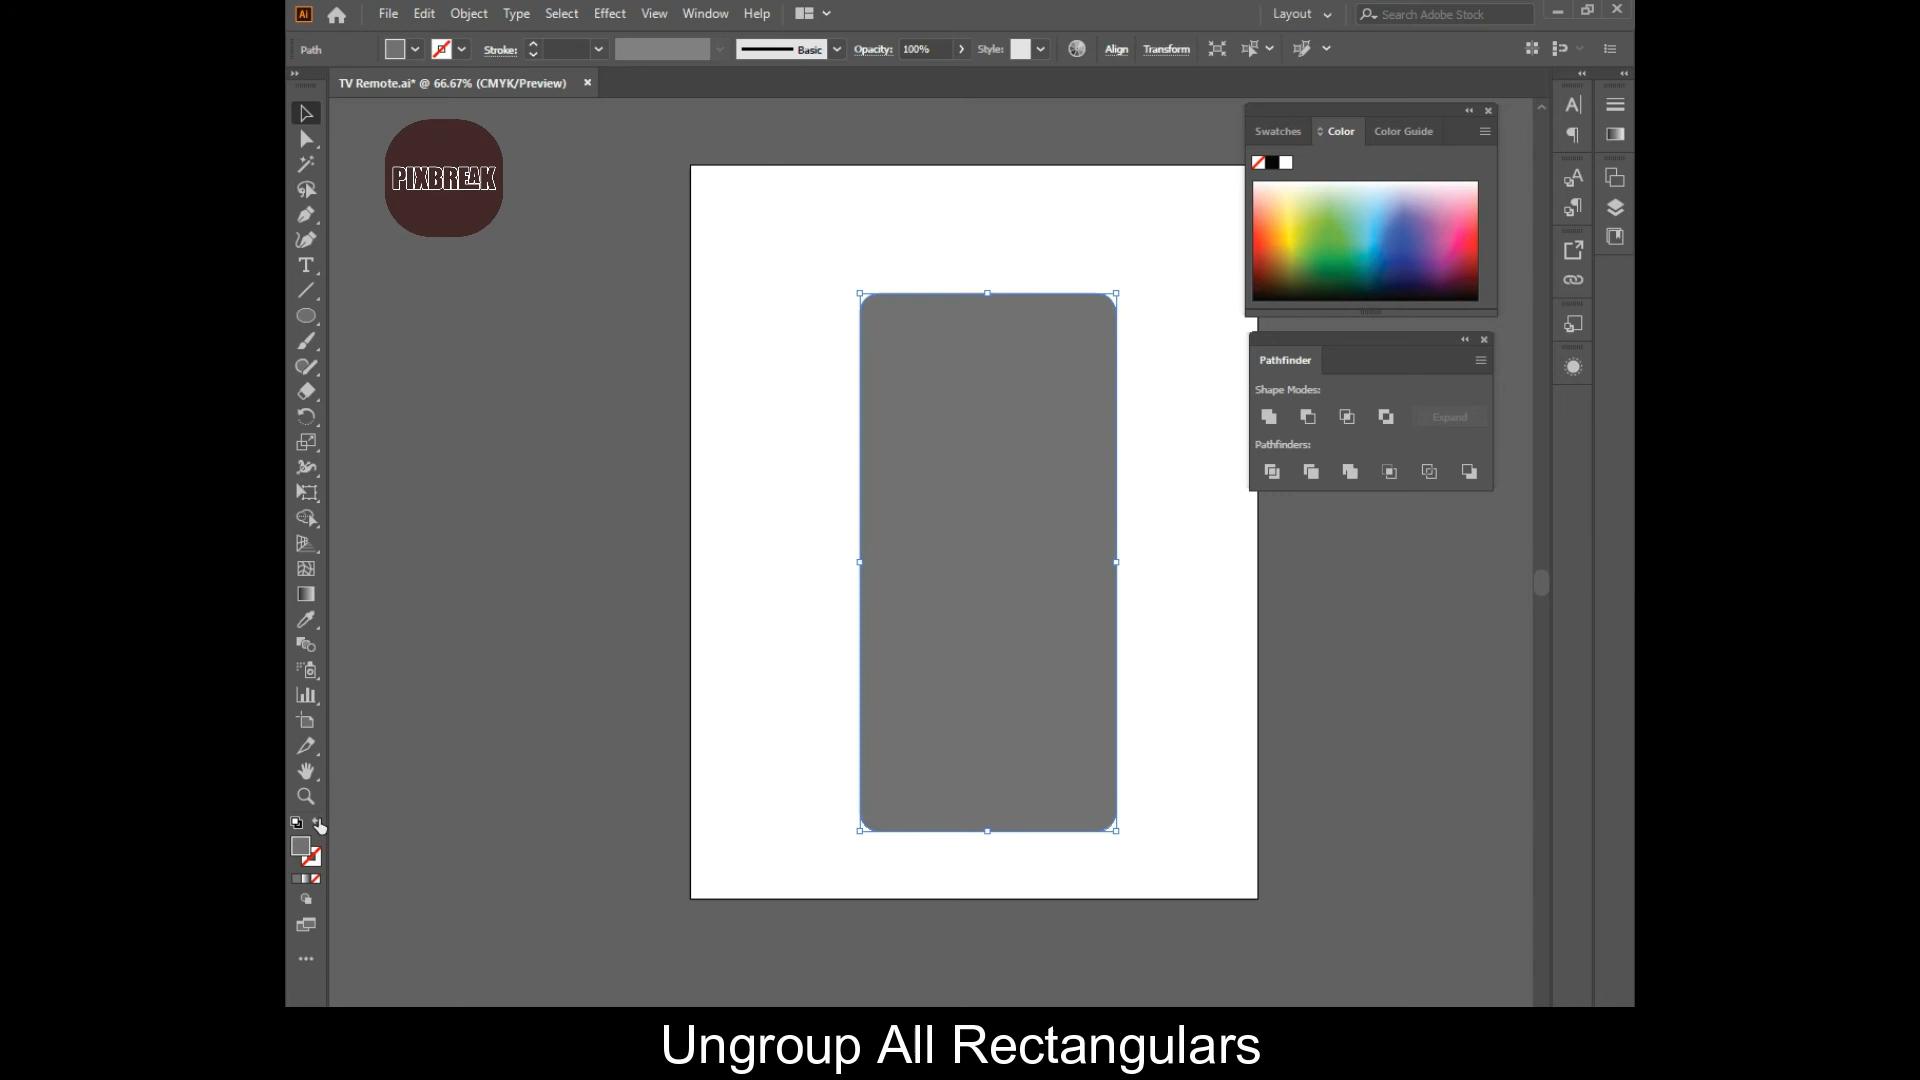 Ai File Edit Object Type Select Effect View Window Help Layout Search Adobe Stock
Path Stroke: Basic Opacity: 100% Style: Align Transform
TV Remote.ai* @ 66.67% (CMYK/Preview)
PIXBREAK
Swatches Color Color Guide
Pathfinder
Shape Modes:
Expand
Pathfinders:
Ungroup All Rectangulars